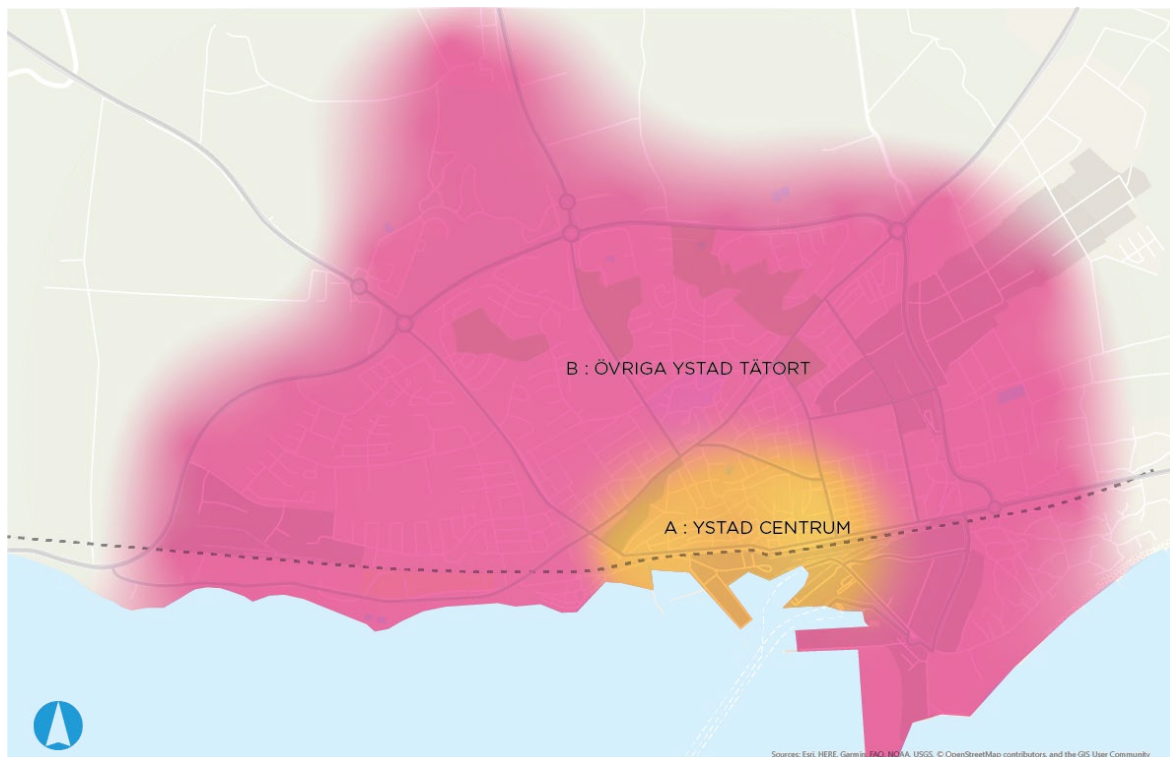 B : ÖVRIGA YSTAD TÄTORT
A : YSTAD CENTRUM
Sources: Esri, HERE, Garmin, FAO, NOAA, USGS, © OpenStreetMap contributors, and the GIS User Community